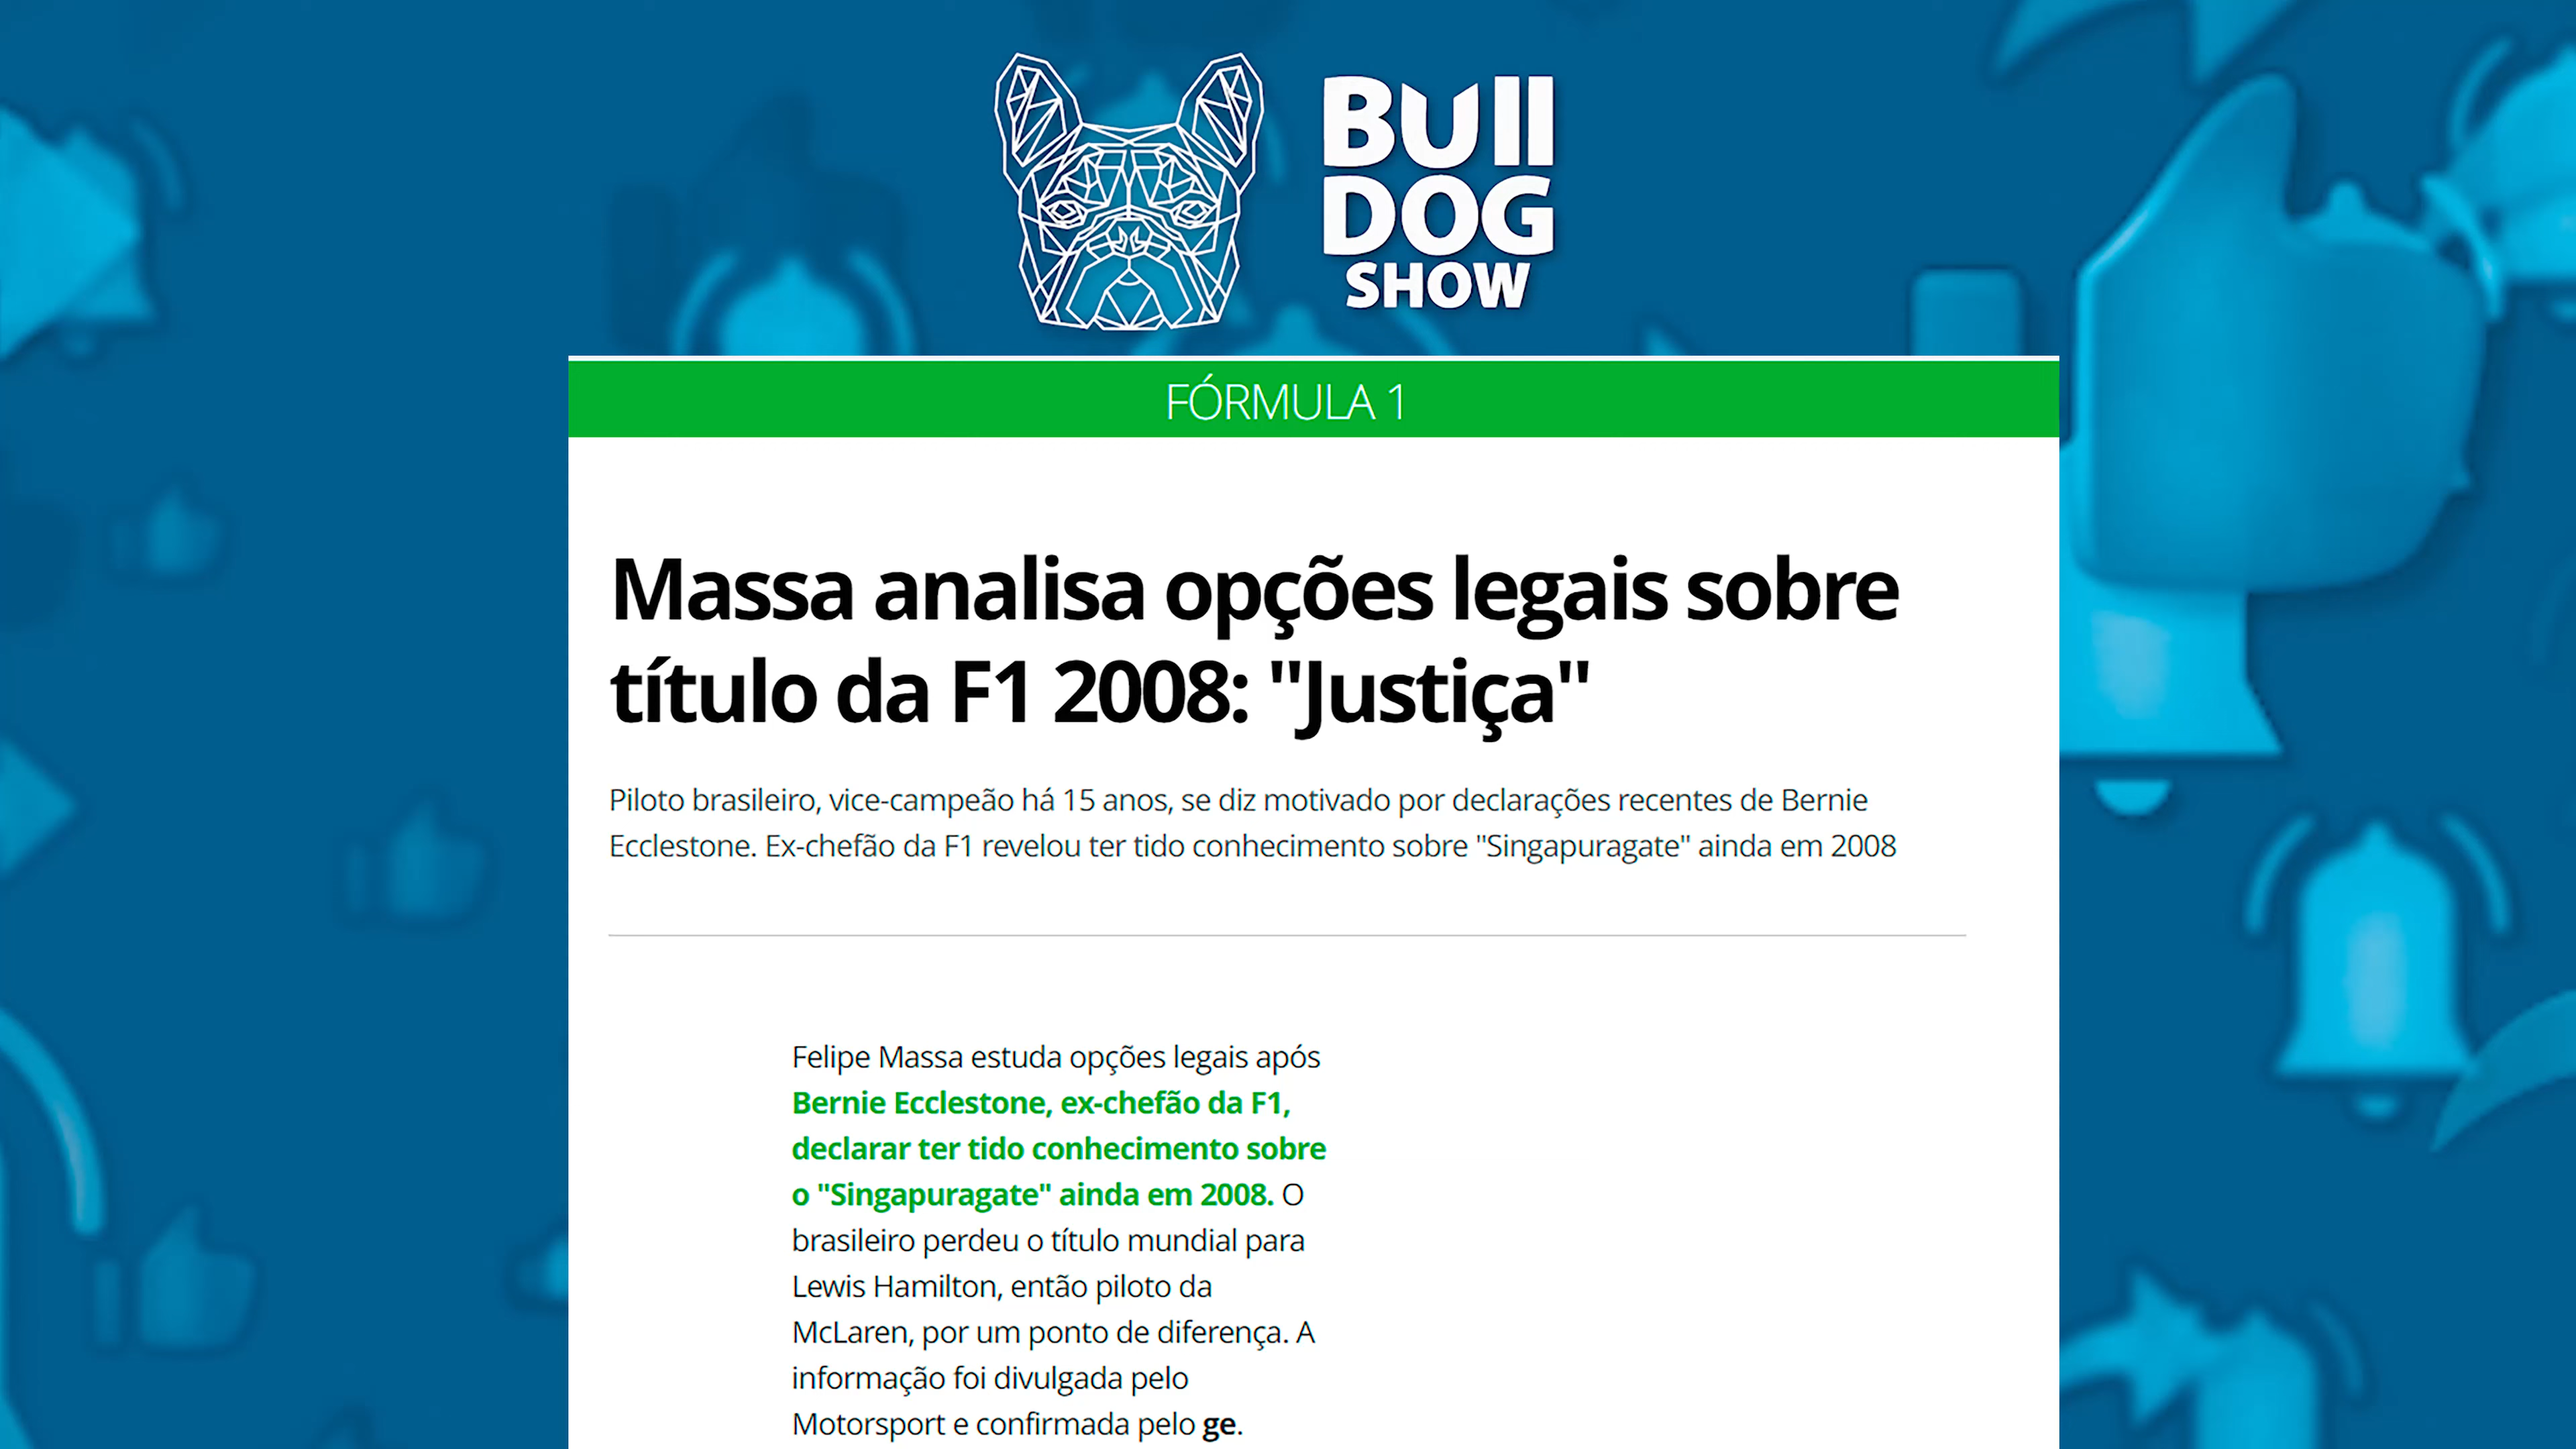 BULL
DOG
SHOW
FÓRMULA 1
Massa analisa opções legais sobre
título da F1 2008: "Justiça"
Piloto brasileiro, vice-campeão há 15 anos, se diz motivado por declarações recentes de Bernie
Ecclestone. Ex-chefão da F1 revelou ter tido conhecimento sobre "Singapuragate" ainda em 2008
Felipe Massa estuda opções legais após
Bernie Ecclestone, ex-chefão da F1,
declarar ter tido conhecimento sobre
o "Singapuragate" ainda em 2008. O
brasileiro perdeu o título mundial para
Lewis Hamilton, então piloto da
McLaren, por um ponto de diferença. A
informação foi divulgada pelo
Motorsport e confirmada pelo ge.